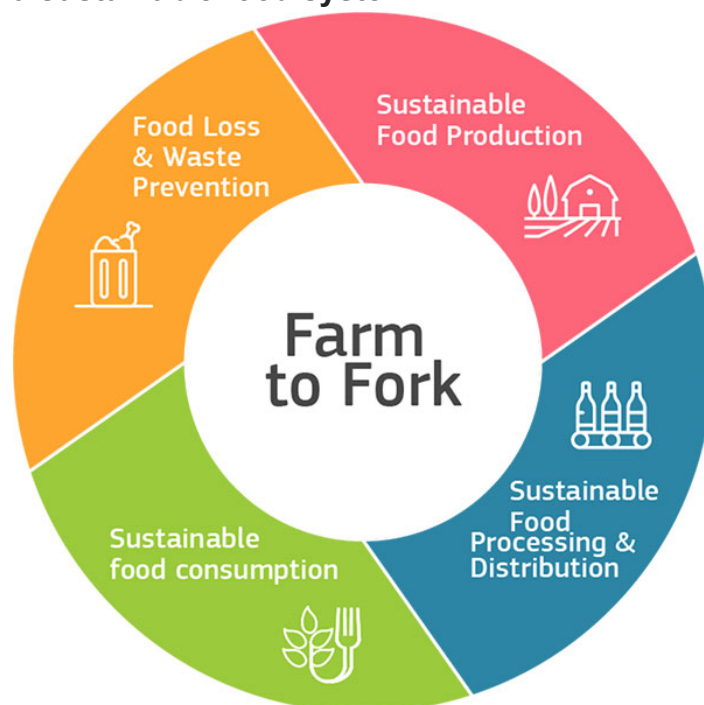 Farm
to Fork
Sustainable
Food Production
Sustainable
Food
Processing &
Distribution
Sustainable
food consumption
Food Loss
& Waste
Prevention